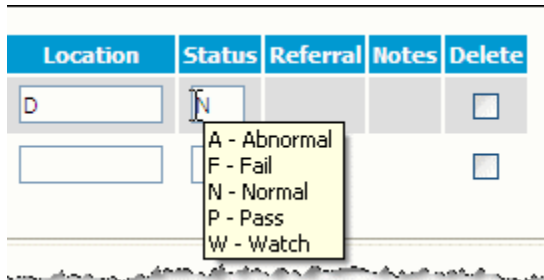 Location Status Referral Notes Delete
D N
A - Abnormal
F - Fail
N - Normal
P - Pass
W - Watch